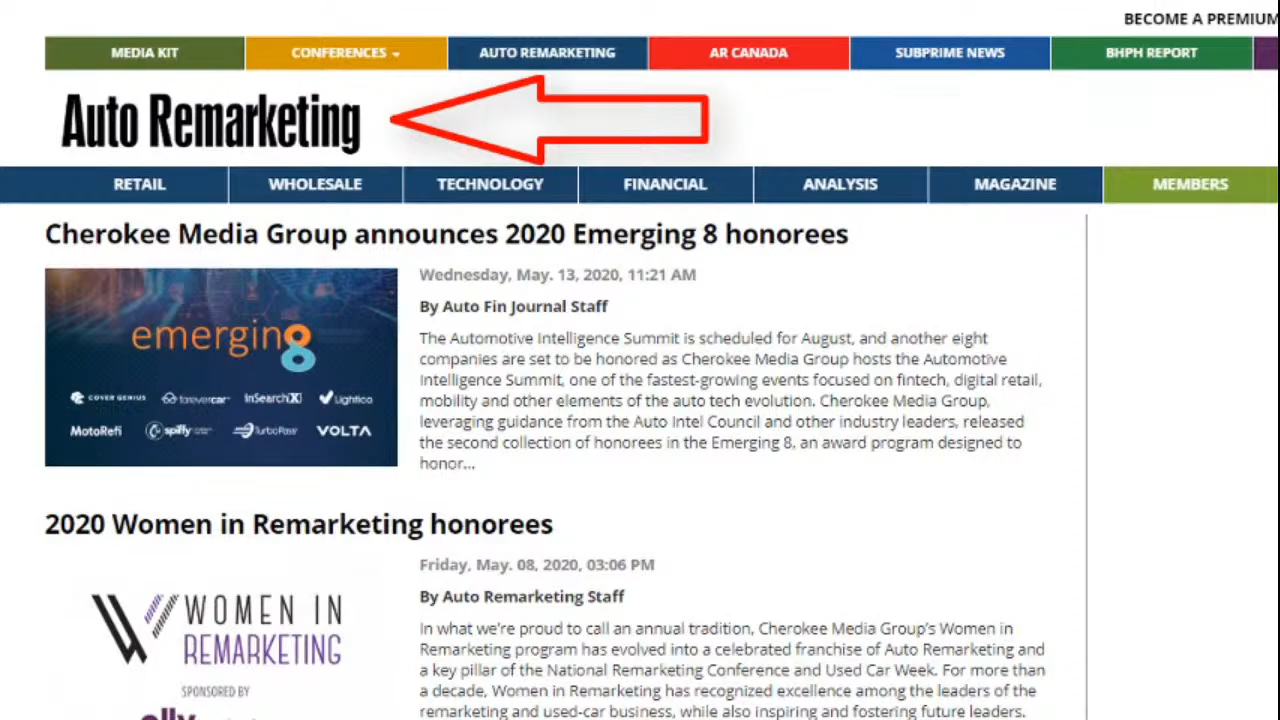 BECOME A PREMIUM
MEDIA KIT
CONFERENCES
AUTO REMARKETING
AR CANADA
SUBPRIME NEWS
BHPH REPORT
Auto Remarketing
RETAIL
WHOLESALE
TECHNOLOGY
FINANCIAL
ANALYSIS
MAGAZINE
MEMBERS
Cherokee Media Group announces 2020 Emerging 8 honorees
emerging8
COVER GENIUS
forevercar
inSearchX
Lightico
MotoRefi
spiffy
TurboPass
VOLTA
Wednesday, May. 13, 2020, 11:21 AM
By Auto Fin Journal Staff
The Automotive Intelligence Summit is scheduled for August, and another eight
companies are set to be honored as Cherokee Media Group hosts the Automotive
Intelligence Summit, one of the fastest-growing events focused on fintech, digital retail,
mobility and other elements of the auto tech evolution. Cherokee Media Group,
leveraging guidance from the Auto Intel Council and other industry leaders, released
the second collection of honorees in the Emerging 8, an award program designed to
honor...
2020 Women in Remarketing honorees
WOMEN IN
REMARKETING
SPONSORED BY
ally
Friday, May. 08, 2020, 03:06 PM
By Auto Remarketing Staff
In what we're proud to call an annual tradition, Cherokee Media Group's Women in
Remarketing program has evolved into a celebrated franchise of Auto Remarketing and
a key pillar of the National Remarketing Conference and Used Car Week. For more than
a decade, Women in Remarketing has recognized excellence among the leaders of the
remarketing and used-car business, while also inspiring and fostering future leaders.